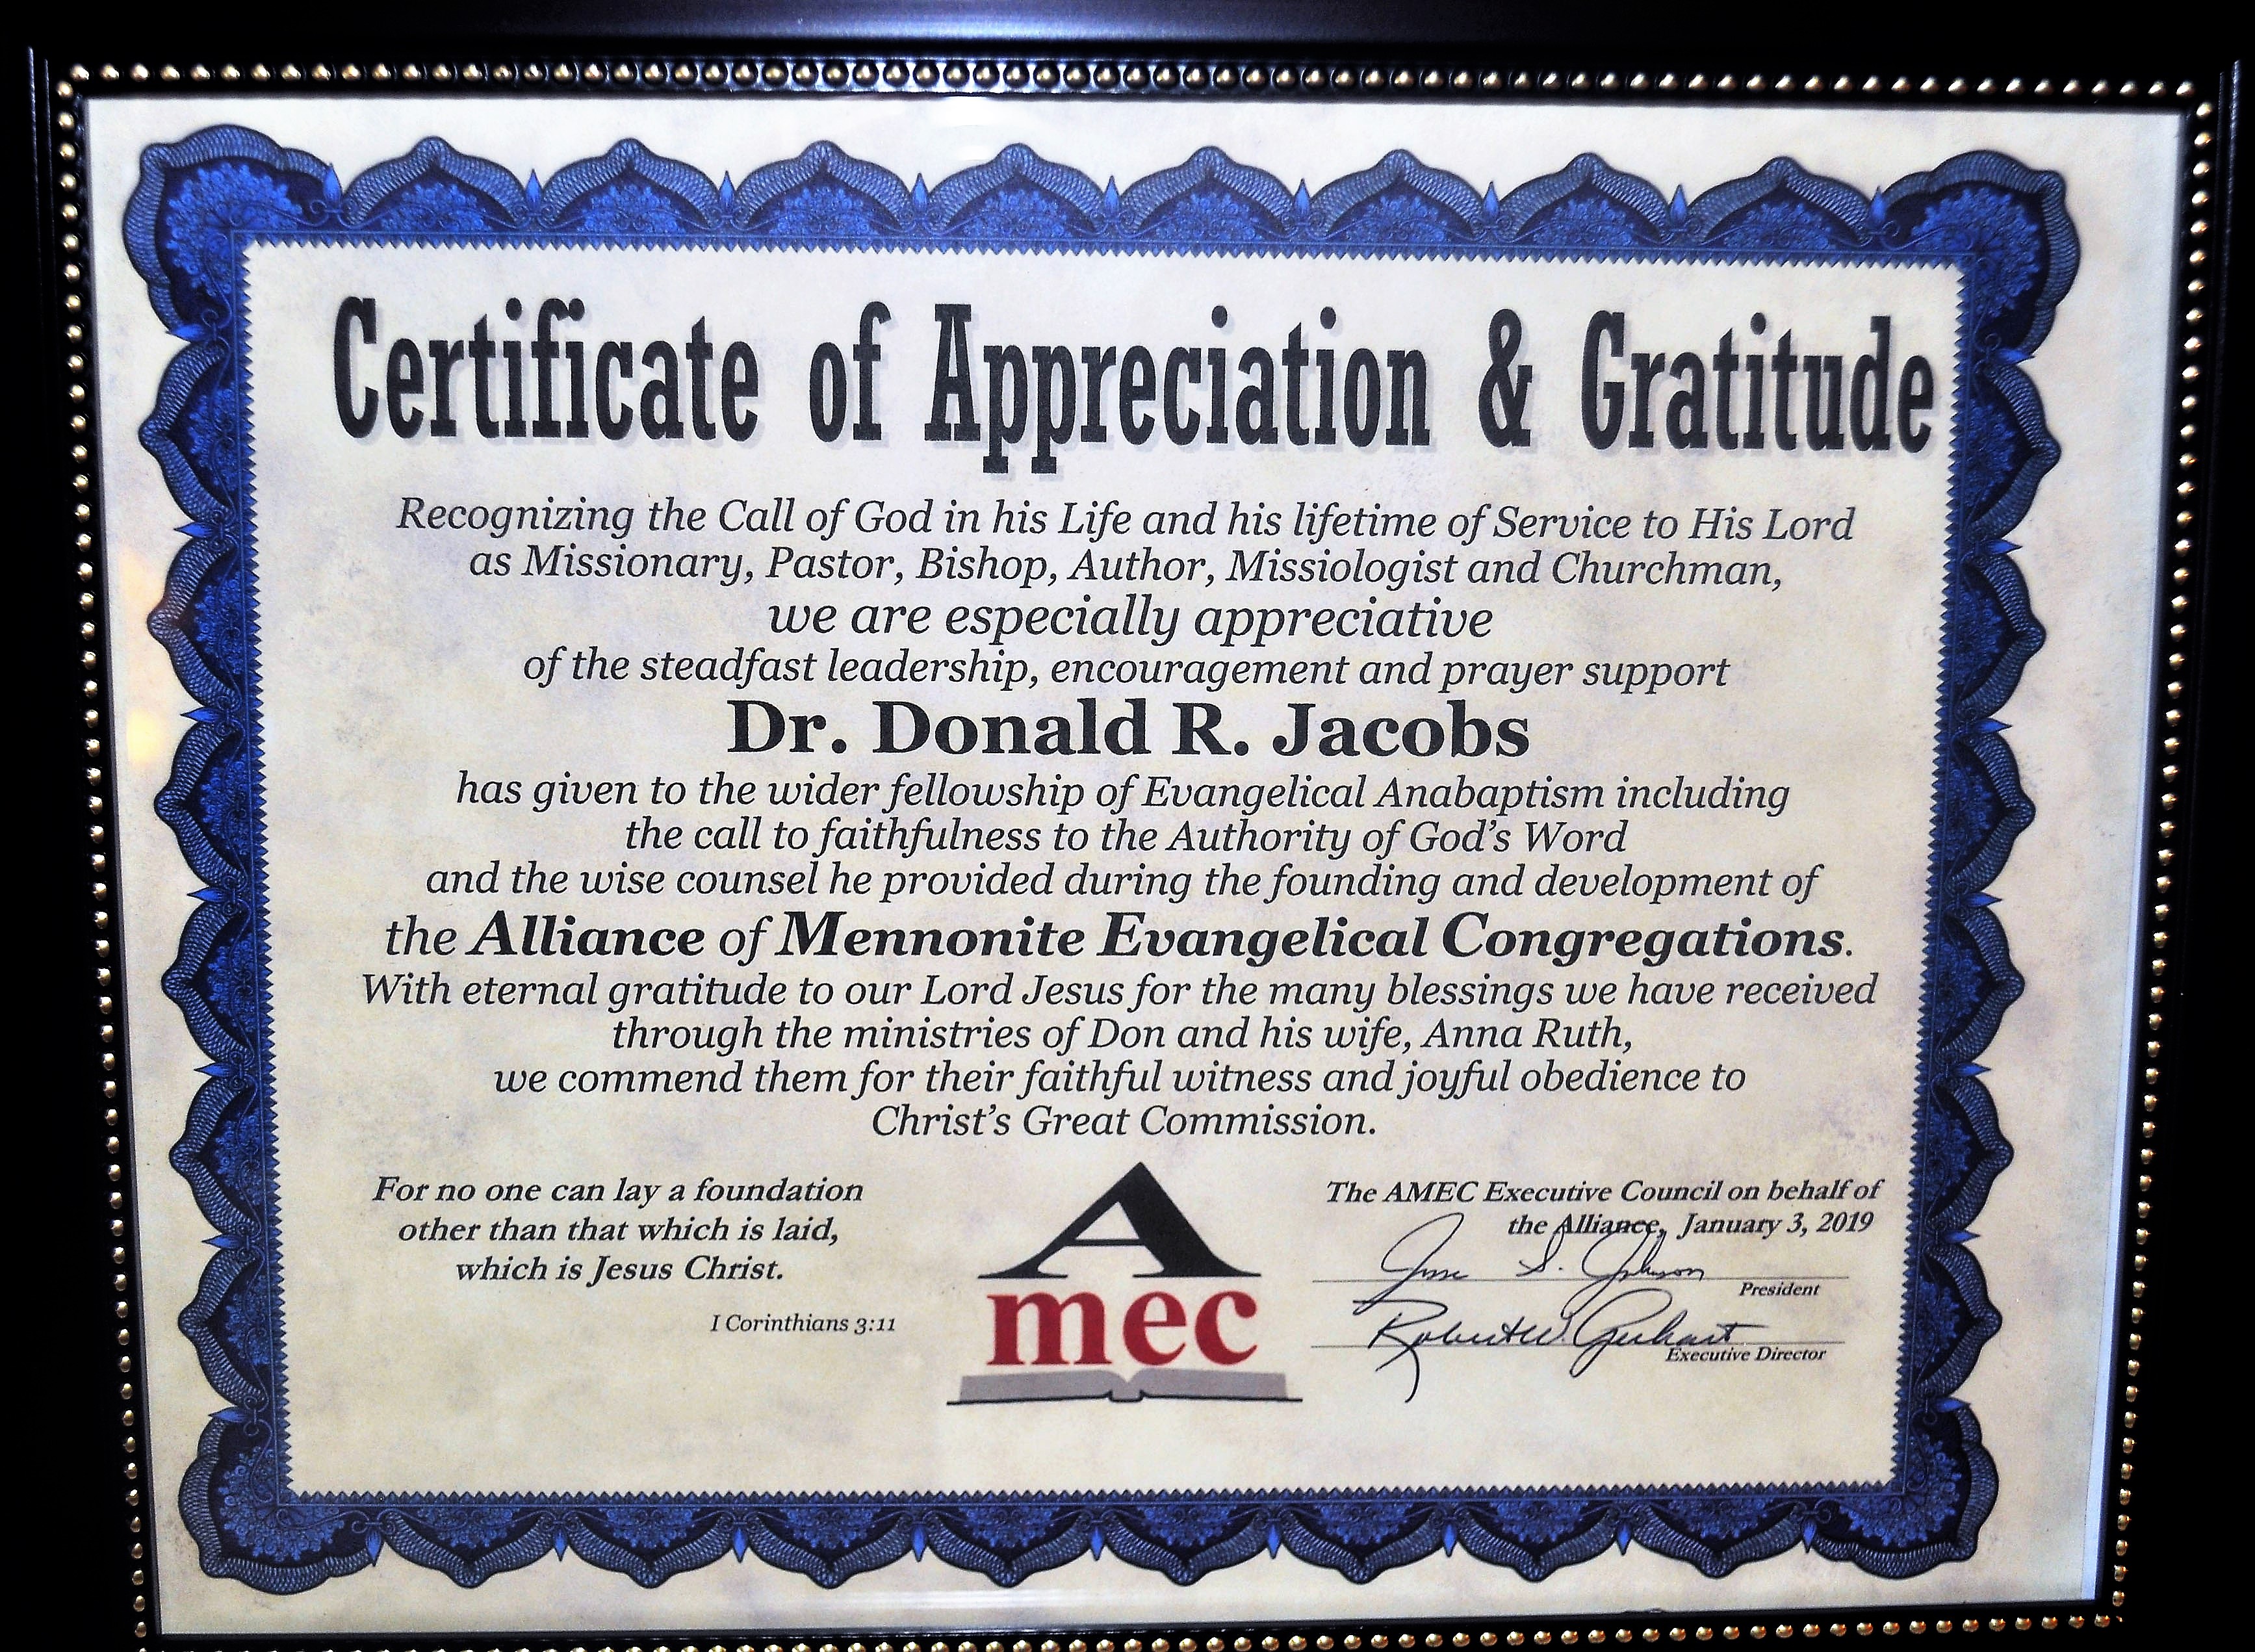 Certificate of Appreciation & Gratitude
Recognizing the Call of God in his Life and his lifetime of Service to His Lord
as Missionary, Pastor, Bishop, Author, Missiologist and Churchman,
we are especially appreciative
of the steadfast leadership, encouragement and prayer support
Dr. Donald R. Jacobs
has given to the wider fellowship of Evangelical Anabaptism including
the call to faithfulness to the Authority of God's Word
and the wise counsel he provided during the founding and development of
the Alliance of Mennonite Evangelical Congregations.
With eternal gratitude to our Lord Jesus for the many blessings we have received
through the ministries of Don and his wife, Anna Ruth,
we commend them for their faithful witness and joyful obedience to
Christ's Great Commission.
For no one can lay a foundation
other than that which is laid,
which is Jesus Christ.
I Corinthians 3:11
A
mec
The AMEC Executive Council on behalf of
the Alliance, January 3, 2019
S. Johnson
President
Robert W. Gerhart
Executive Director